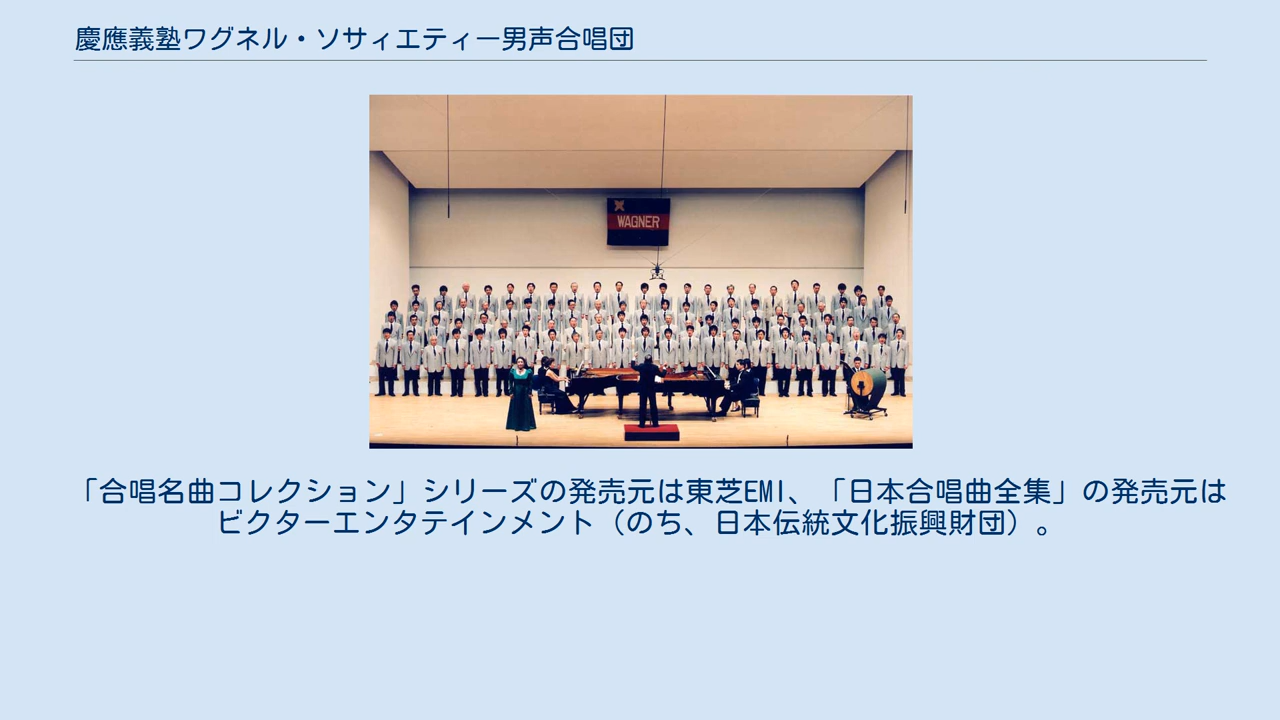 慶應義塾ワグネル・ソサィエティー男声合唱団
WAGNER
「合唱名曲コレクション」シリーズの発売元は東芝EMI、「日本合唱曲全集」の発売元は
ビクターエンタテインメント（のち、日本伝統文化振興財団）。